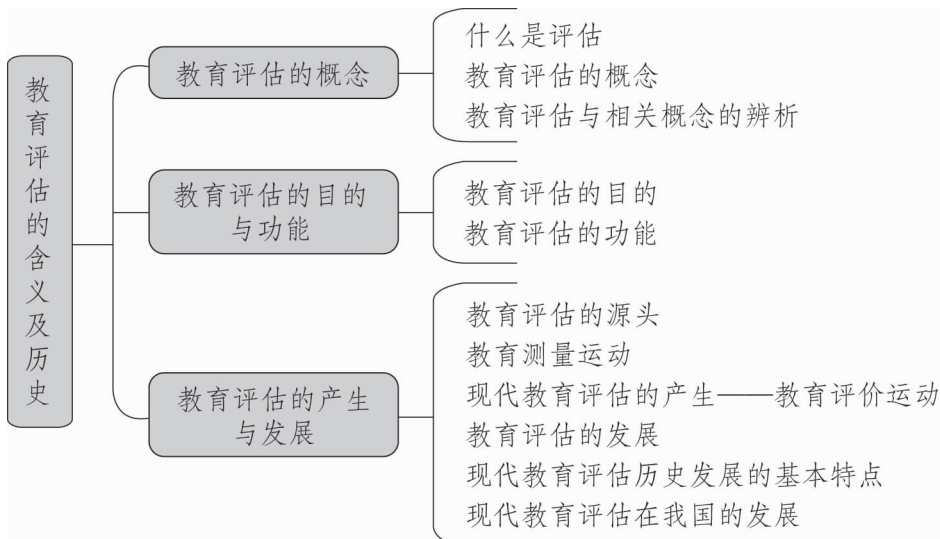 教育评估的含义及历史
教育评估的概念
什么是评估
教育评估的概念
教育评估与相关概念的辨析
教育评估的目的
与功能
教育评估的目的
教育评估的功能
教育评估的产生
与发展
教育评估的源头
教育测量运动
现代教育评估的产生——教育评价运动
教育评估的发展
现代教育评估历史发展的基本特点
现代教育评估在我国的发展